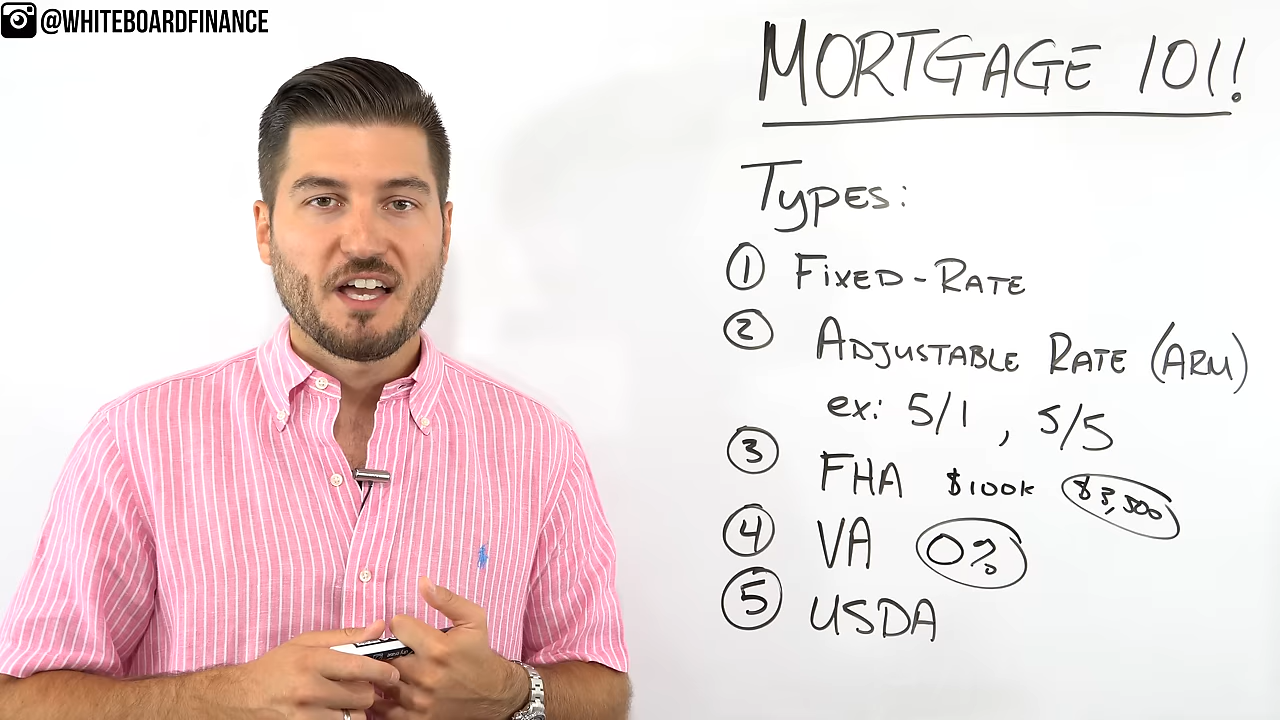 @WHITEBOARDFINANCE
MORTGAGE 101!
TYPES:
1 FIXED-RATE
2 ADJUSTABLE RATE (ARM)
ex: 5/1, 5/5
3 FHA $100K $3,500
4 VA 0%
5 USDA